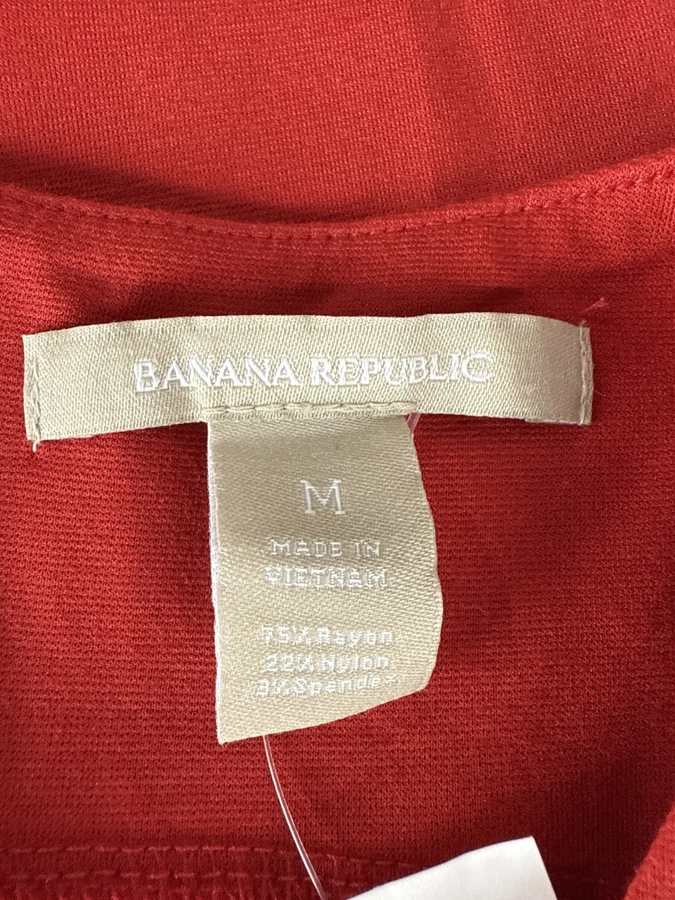 BANANA REPUBLIC
M
MADE IN
VIETNAM
75% Rayon
22% Nylon
3% Spandex